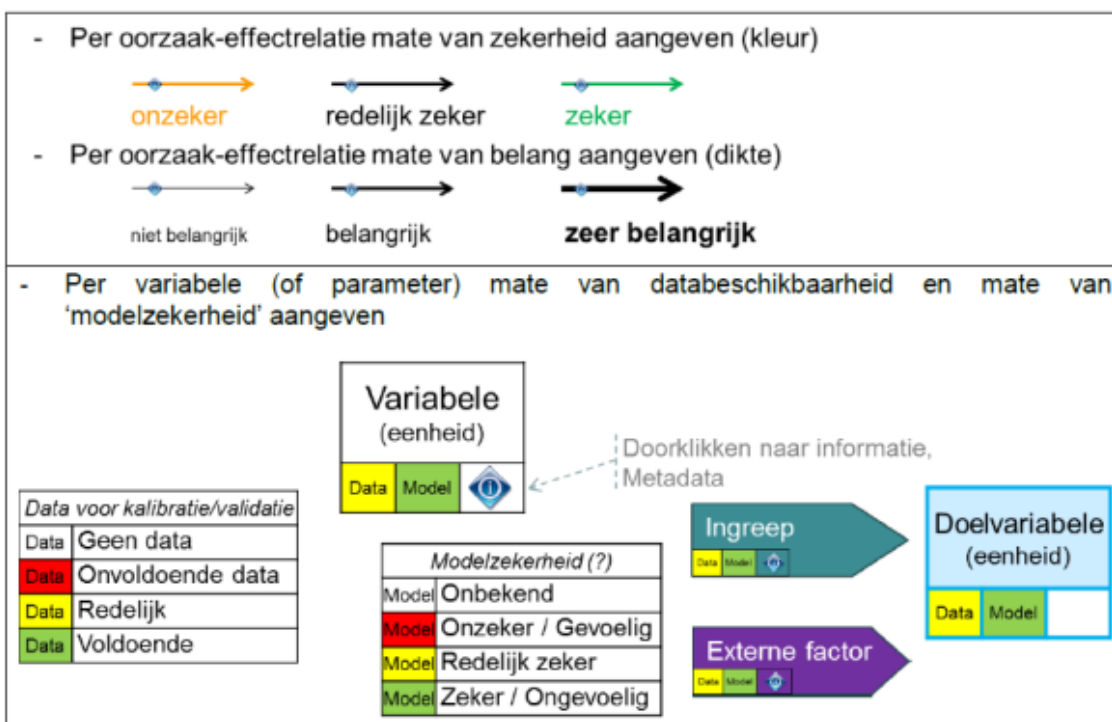 - Per oorzaak-effectrelatie mate van zekerheid aangeven (kleur)
onzeker redelijk zeker zeker
- Per oorzaak-effectrelatie mate van belang aangeven (dikte)
niet belangrijk belangrijk zeer belangrijk
- Per variabele (of parameter) mate van databeschikbaarheid en mate van
'modelzekerheid' aangeven
Variabele
(eenheid)
Data Model
Doorklikken naar informatie,
Metadata
Data voor kalibratie/validatie
Data Geen data
Data Onvoldoende data
Data Redelijk
Data Voldoende
Modelzekerheid (?)
Model Onbekend
Model Onzeker / Gevoelig
Model Redelijk zeker
Model Zeker / Ongevoelig
Ingreep
Data Model
Externe factor
Data Model
Doelvariabele
(eenheid)
Data Model